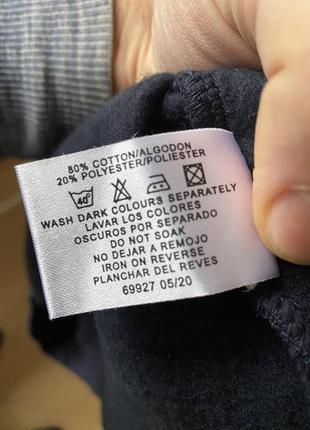 80% COTTON/ALGODON
20% POLYESTER/POLIESTER
40°
WASH DARK COLOURS SEPARATELY
LAVAR LOS COLORES
OSCUROS POR SEPARADO
DO NOT SOAK
NO DEJAR A REMOJO
IRON ON REVERSE
PLANCHAR DEL REVES
69927 05/20